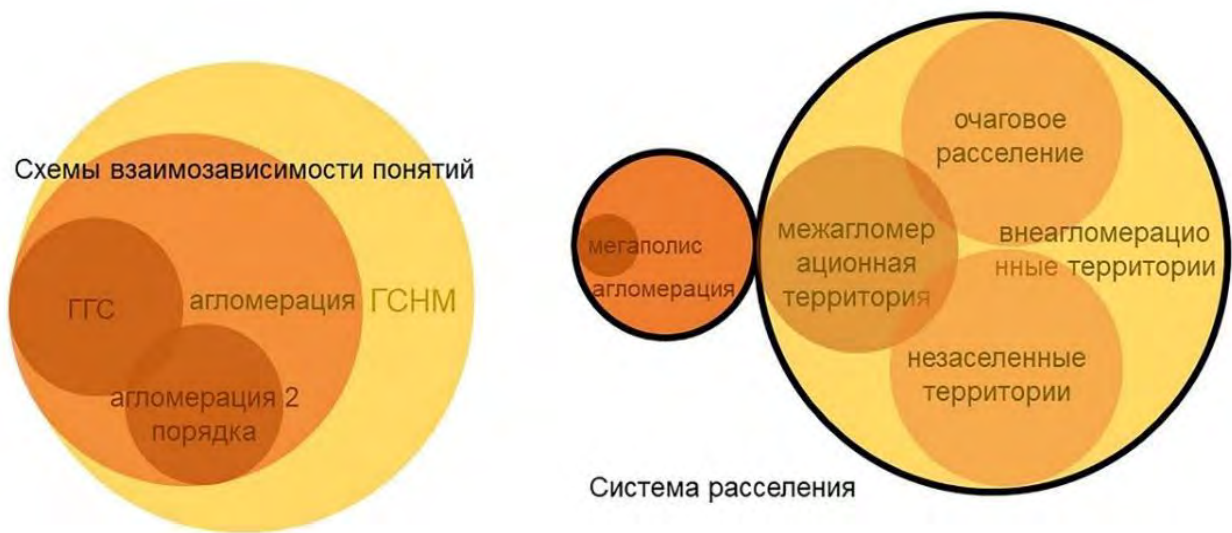 Схемы взаимозависимости понятий
ГГС
агломерация
ГСНМ
агломерация 2
порядка
мегаполис
агломерация
очаговое
расселение
межагломер
ационная
территория
внеагломерацио
нные территории
незаселенные
территории
Система расселения